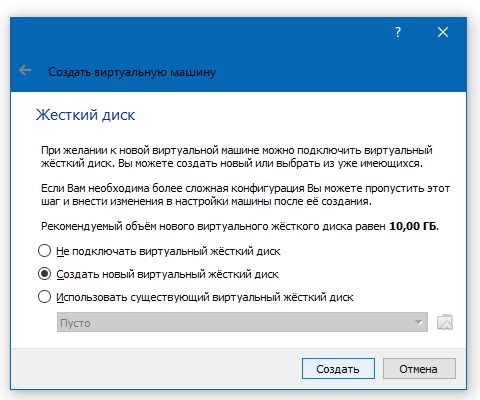 ?
Создать виртуальную машину
Жесткий диск
При желании к новой виртуальной машине можно подключить виртуальный
жёсткий диск. Вы можете создать новый или выбрать из уже имеющихся.
Если Вам необходима более сложная конфигурация Вы можете пропустить этот
шаг и внести изменения в настройки машины после её создания.
Рекомендуемый объём нового виртуального жёсткого диска равен 10,00 ГБ.
Не подключать виртуальный жёсткий диск
Создать новый виртуальный жёсткий диск
Использовать существующий виртуальный жёсткий диск
Пусто
Создать
Отмена